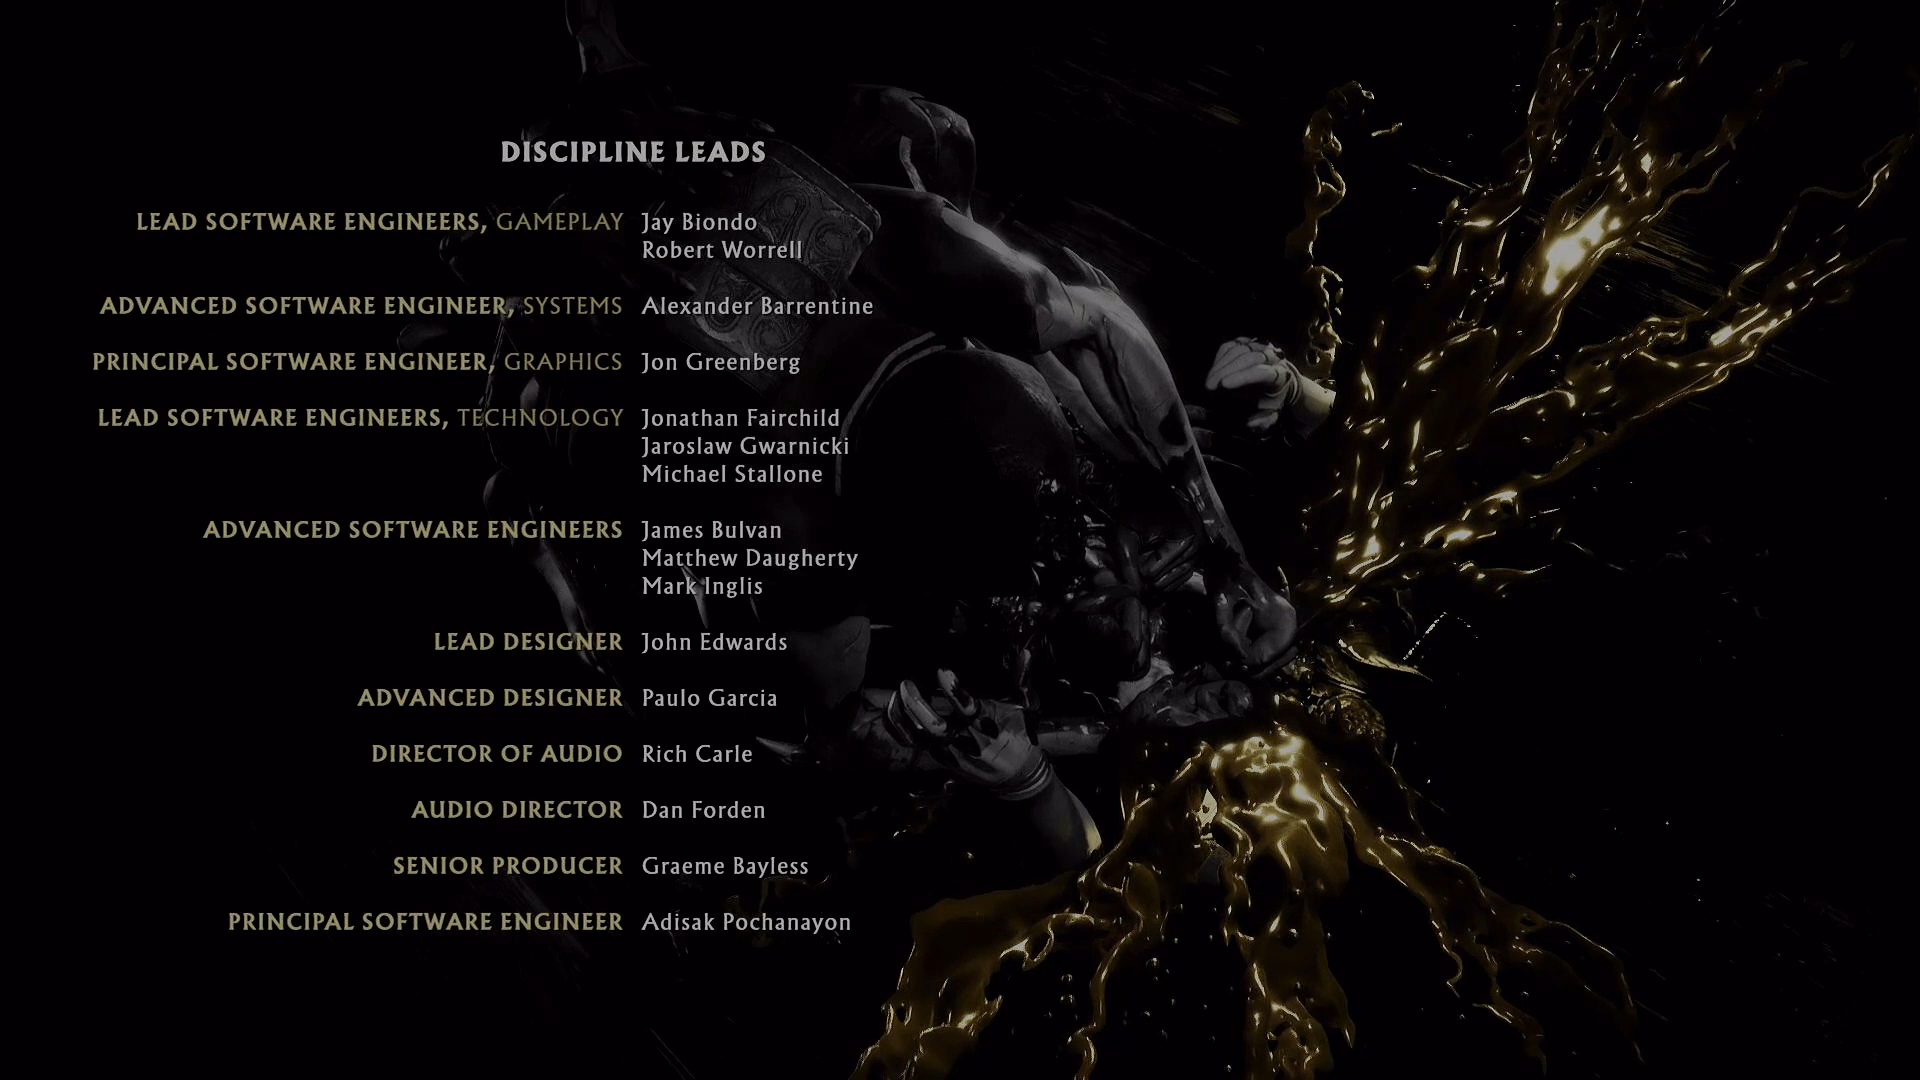 DISCIPLINE LEADS
LEAD SOFTWARE ENGINEERS, GAMEPLAY Jay Biondo
Robert Worrell
ADVANCED SOFTWARE ENGINEER, SYSTEMS Alexander Barrentine
PRINCIPAL SOFTWARE ENGINEER, GRAPHICS Jon Greenberg
LEAD SOFTWARE ENGINEERS, TECHNOLOGY Jonathan Fairchild
Jaroslaw Gwarnicki
Michael Stallone
ADVANCED SOFTWARE ENGINEERS James Bulvan
Matthew Daugherty
Mark Inglis
LEAD DESIGNER John Edwards
ADVANCED DESIGNER Paulo Garcia
DIRECTOR OF AUDIO Rich Carle
AUDIO DIRECTOR Dan Forden
SENIOR PRODUCER Graeme Bayless
PRINCIPAL SOFTWARE ENGINEER Adisak Pochanayon